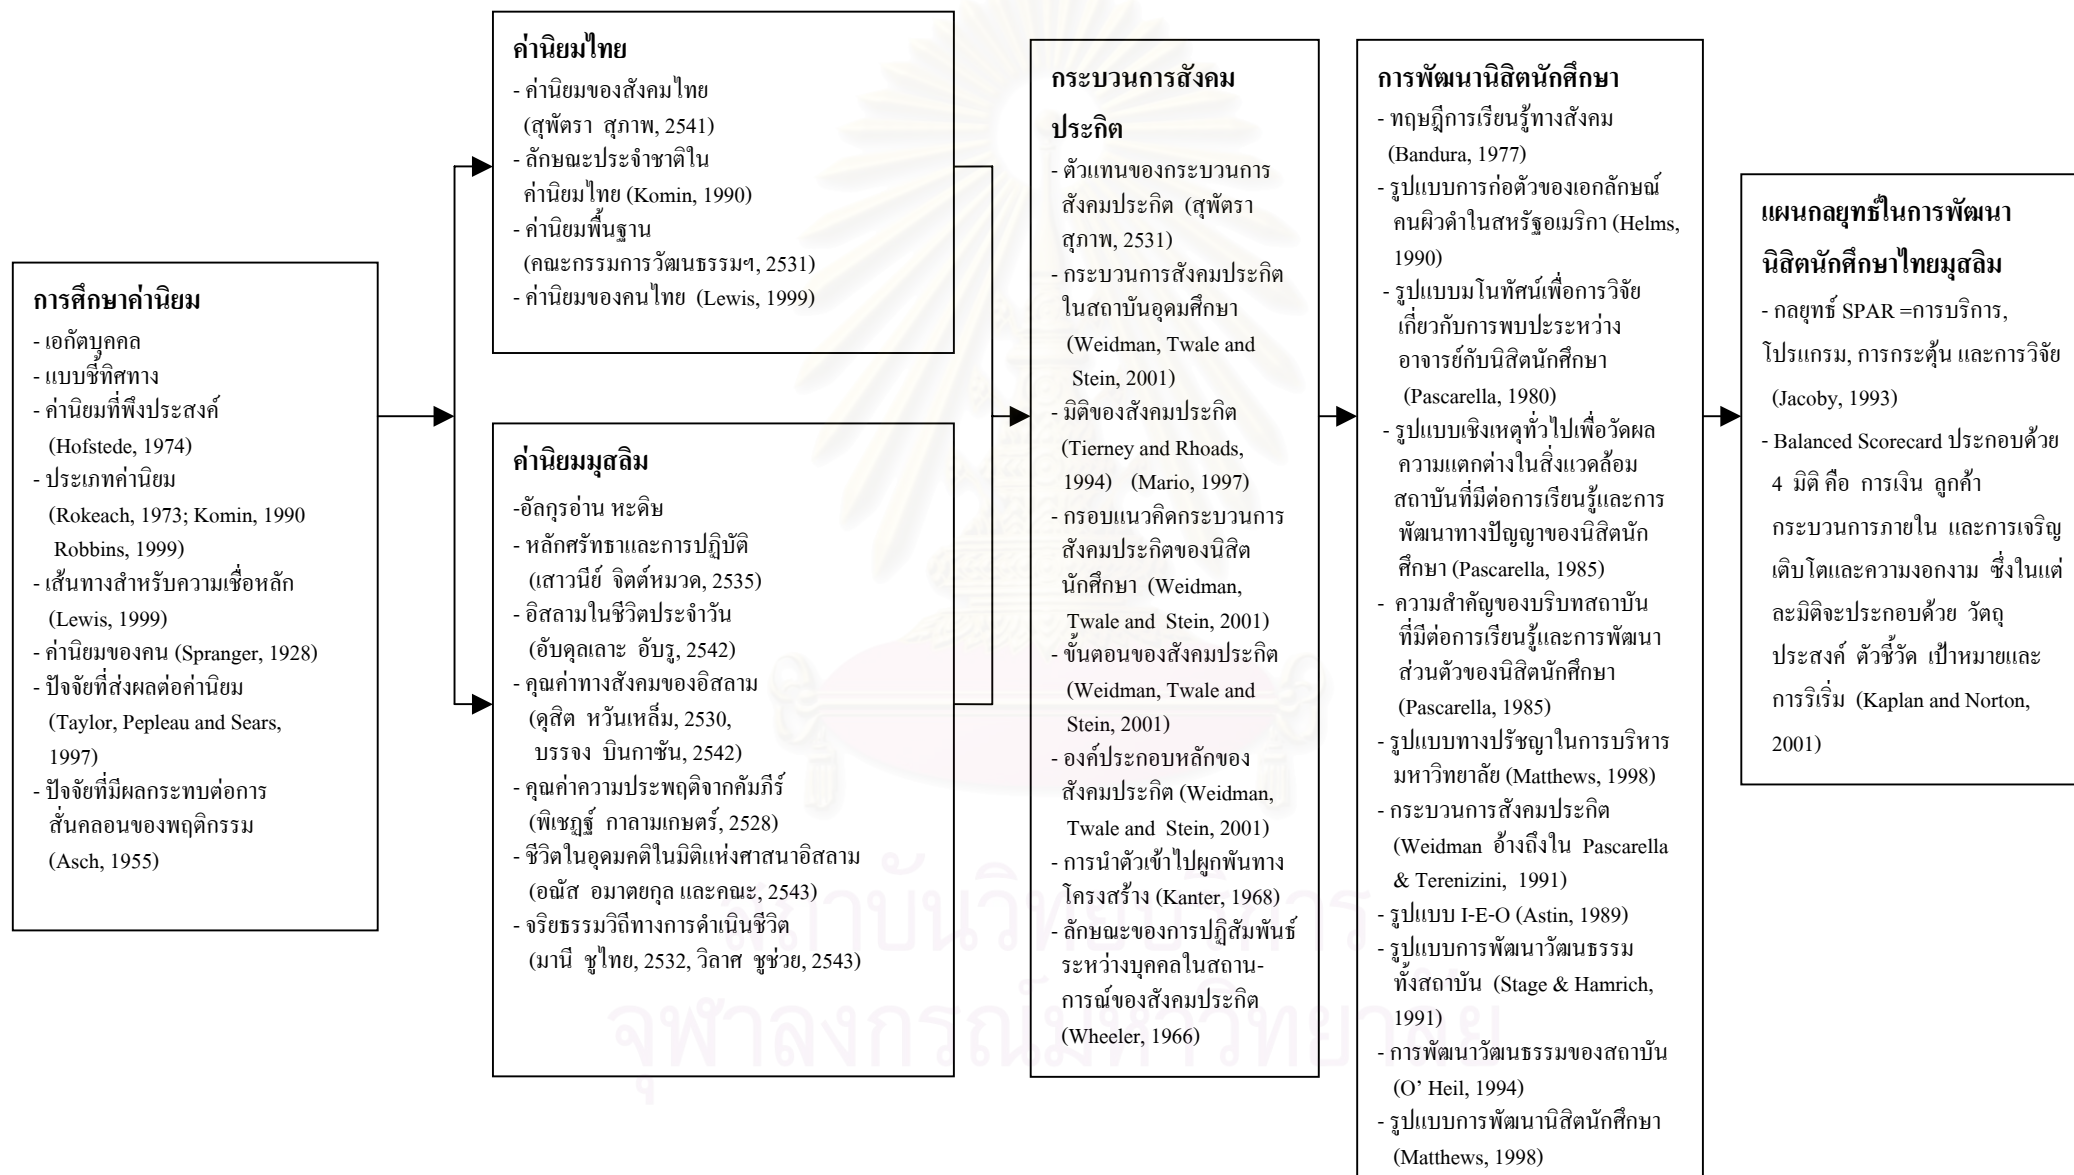 การศึกษาค่านิยม
- เอกัตบุคคล
- แบบชี้ทิศทาง
- ค่านิยมที่พึงประสงค์
(Hofstede, 1974)
- ประเภทค่านิยม
(Rokeach, 1973; Komin, 1990
Robbins, 1999)
- เส้นทางสำหรับความเชื่อหลัก
(Lewis, 1999)
- ค่านิยมของคน (Spranger, 1928)
- ปัจจัยที่ส่งผลต่อค่านิยม
(Taylor, Pepleau and Sears,
1997)
- ปัจจัยที่มีผลกระทบต่อการ
สั่นคลอนของพฤติกรรม
(Asch, 1955)
ค่านิยมไทย
- ค่านิยมของสังคมไทย
(สุพัตรา สุภาพ, 2541)
- ลักษณะประจำชาติใน
ค่านิยมไทย (Komin, 1990)
- ค่านิยมพื้นฐาน
(คณะกรรมการวัฒนธรรมฯ, 2531)
- ค่านิยมของคนไทย (Lewis, 1999)
ค่านิยมมุสลิม
-อัลกุรอ่าน หะดิษ
- หลักศรัทธาและการปฏิบัติ
(เสาวนีย์ จิตต์หมวด, 2535)
- อิสลามในชีวิตประจำวัน
(อับดุลเลาะ อับรู, 2542)
- คุณค่าทางสังคมของอิสลาม
(ดุสิต หวันเหล็ม, 2530,
บรรจง บินกาซัน, 2542)
- คุณค่าความประพฤติจากคัมภีร์
(พิเชฏฐ์ กาลามเกษตร์, 2528)
- ชีวิตในอุดมคติในมิติแห่งศาสนาอิสลาม
(อณัส อมาตยกุล และคณะ, 2543)
- จริยธรรมวิถีทางการดำเนินชีวิต
(มานี ชูไทย, 2532, วิลาศ ชูช่วย, 2543)
กระบวนการสังคม
ประกิต
- ตัวแทนของกระบวนการ
สังคมประกิต (สุพัตรา
สุภาพ, 2531)
- กระบวนการสังคมประกิต
ในสถาบันอุดมศึกษา
(Weidman, Twale and
Stein, 2001)
- มิติของสังคมประกิต
(Tierney and Rhoads,
1994) (Mario, 1997)
- กรอบแนวคิดกระบวนการ
สังคมประกิตของนิสิต
นักศึกษา (Weidman,
Twale and Stein, 2001)
- ขั้นตอนของสังคมประกิต
(Weidman, Twale and
Stein, 2001)
- องค์ประกอบหลักของ
สังคมประกิต (Weidman,
Twale and Stein, 2001)
- การนำตัวเข้าไปผูกพันทาง
โครงสร้าง (Kanter, 1968)
- ลักษณะของการปฏิสัมพันธ์
ระหว่างบุคคลในสถาน-
การณ์ของสังคมประกิต
(Wheeler, 1966)
การพัฒนานิสิตนักศึกษา
- ทฤษฎีการเรียนรู้ทางสังคม
(Bandura, 1977)
- รูปแบบการก่อตัวของเอกลักษณ์
คนผิวดำในสหรัฐอเมริกา (Helms,
1990)
- รูปแบบมโนทัศน์เพื่อการวิจัย
เกี่ยวกับการพบปะระหว่าง
อาจารย์กับนิสิตนักศึกษา
(Pascarella, 1980)
- รูปแบบเชิงเหตุทั่วไปเพื่อวัดผล
ความแตกต่างในสิ่งแวดล้อม
สถาบันที่มีต่อการเรียนรู้และการ
พัฒนาทางปัญญาของนิสิตนัก
ศึกษา (Pascarella, 1985)
- ความสำคัญของบริบทสถาบัน
ที่มีต่อการเรียนรู้และการพัฒนา
ส่วนตัวของนิสิตนักศึกษา
(Pascarella, 1985)
- รูปแบบทางปรัชญาในการบริหาร
มหาวิทยาลัย (Matthews, 1998)
- กระบวนการสังคมประกิต
(Weidman อ้างถึงใน Pascarella
& Terenizini, 1991)
- รูปแบบ I-E-O (Astin, 1989)
- รูปแบบการพัฒนาวัฒนธรรม
ทั้งสถาบัน (Stage & Hamrich,
1991)
- การพัฒนาวัฒนธรรมของสถาบัน
(O’ Heil, 1994)
- รูปแบบการพัฒนานิสิตนักศึกษา
(Matthews, 1998)
แผนกลยุทธ์ในการพัฒนา
นิสิตนักศึกษาไทยมุสลิม
- กลยุทธ์ SPAR =การบริการ,
โปรแกรม, การกระตุ้น และการวิจัย
(Jacoby, 1993)
- Balanced Scorecard ประกอบด้วย
4 มิติ คือ การเงิน ลูกค้า
กระบวนการภายใน และการเจริญ
เติบโตและความงอกงาม ซึ่งในแต่
ละมิติจะประกอบด้วย วัตถุ
ประสงค์ ตัวชี้วัด เป้าหมายและ
การริเริ่ม (Kaplan and Norton,
2001)
สถาบันวิทยบริการ
จุฬาลงกรณ์มหาวิทยาลัย